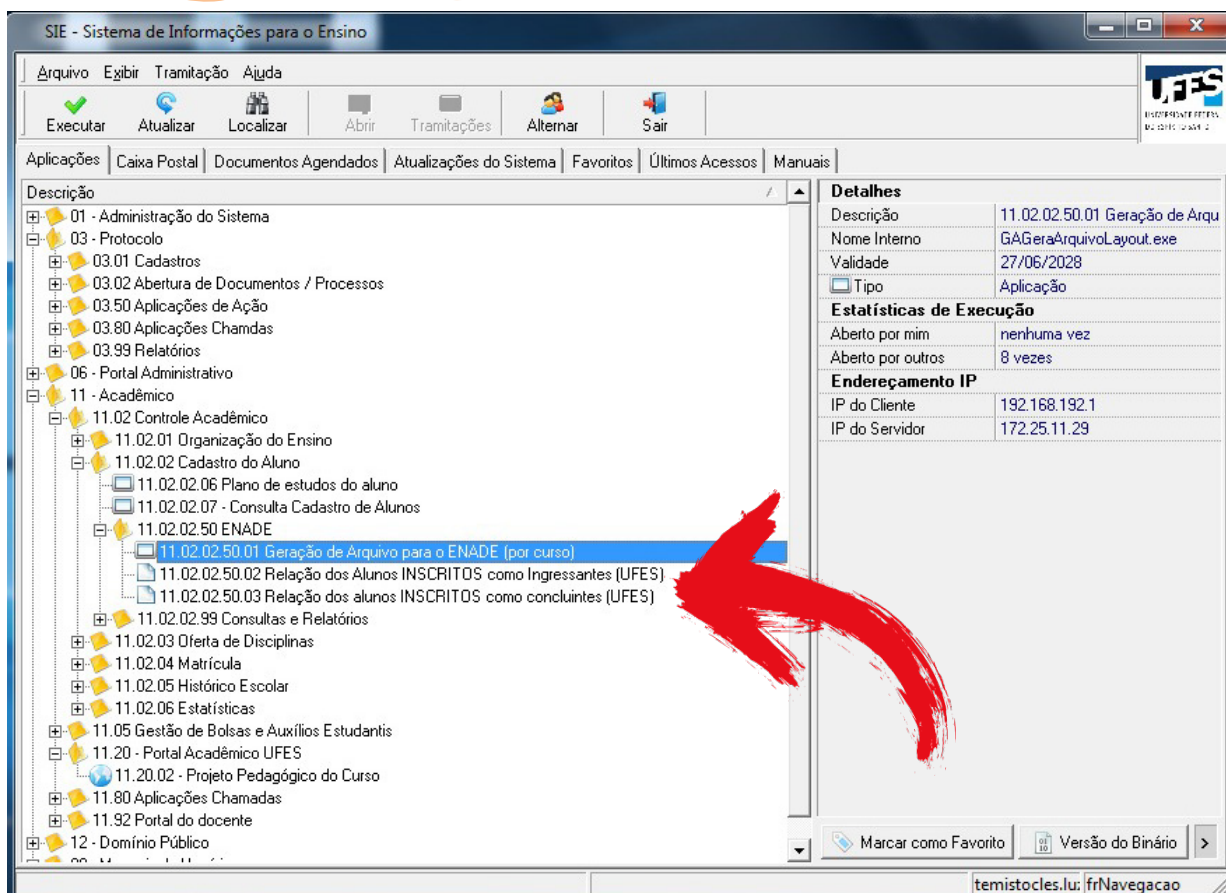 SIE - Sistema de Informações para o Ensino
Arquivo Exibir Tramitação Ajuda
Executar Atualizar Localizar Abrir Tramitações Alternar Sair
UFES
Aplicações Caixa Postal Documentos Agendados Atualizações do Sistema Favoritos Últimos Acessos Manuais
Descrição
01 - Administração do Sistema
03 - Protocolo
03.01 Cadastros
03.02 Abertura de Documentos / Processos
03.50 Aplicações de Ação
03.80 Aplicações Chamdas
03.99 Relatórios
06 - Portal Administrativo
11 - Acadêmico
11.02 Controle Acadêmico
11.02.01 Organização do Ensino
11.02.02 Cadastro do Aluno
11.02.02.06 Plano de estudos do aluno
11.02.02.07 - Consulta Cadastro de Alunos
11.02.02.50 ENADE
11.02.02.50.01 Geração de Arquivo para o ENADE (por curso)
11.02.02.50.02 Relação dos Alunos INSCRITOS como Ingressantes (UFES)
11.02.02.50.03 Relação dos alunos INSCRITOS como concluintes (UFES)
11.02.02.99 Consultas e Relatórios
11.02.03 Oferta de Disciplinas
11.02.04 Matrícula
11.02.05 Histórico Escolar
11.02.06 Estatísticas
11.05 Gestão de Bolsas e Auxílios Estudantis
11.20 - Portal Acadêmico UFES
11.20.02 - Projeto Pedagógico do Curso
11.80 Aplicações Chamadas
11.92 Portal do docente
12 - Domínio Público
Detalhes
Descrição 11.02.02.50.01 Geração de Arqu
Nome Interno GAGeraArquivoLayout.exe
Validade 27/06/2028
Tipo Aplicação
Estatísticas de Execução
Aberto por mim nenhuma vez
Aberto por outros 8 vezes
Endereçamento IP
IP do Cliente 192.168.192.1
IP do Servidor 172.25.11.29
Marcar como Favorito Versão do Binário >
temistocles.lu: frNavegacao